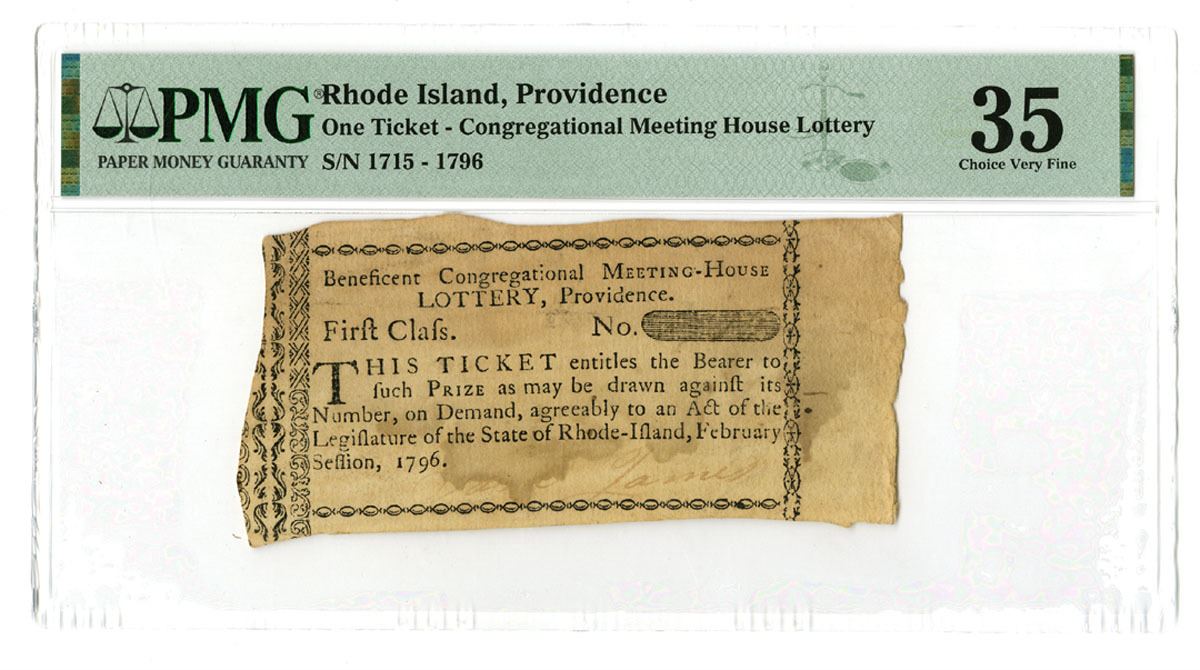 PMG®
PAPER MONEY GUARANTY
Rhode Island, Providence
One Ticket - Congregational Meeting House Lottery
S/N 1715 - 1796
35
Choice Very Fine
Beneficent Congregational MEETING-HOUSE
LOTTERY, Providence.
Firſt Claſs. No.
THIS TICKET entitles the Bearer to
ſuch PRIZE as may be drawn againſt its
Number, on Demand, agreeably to an Act of the
Legiſlature of the State of Rhode-Iſland, February
Seſſion, 1796.
James